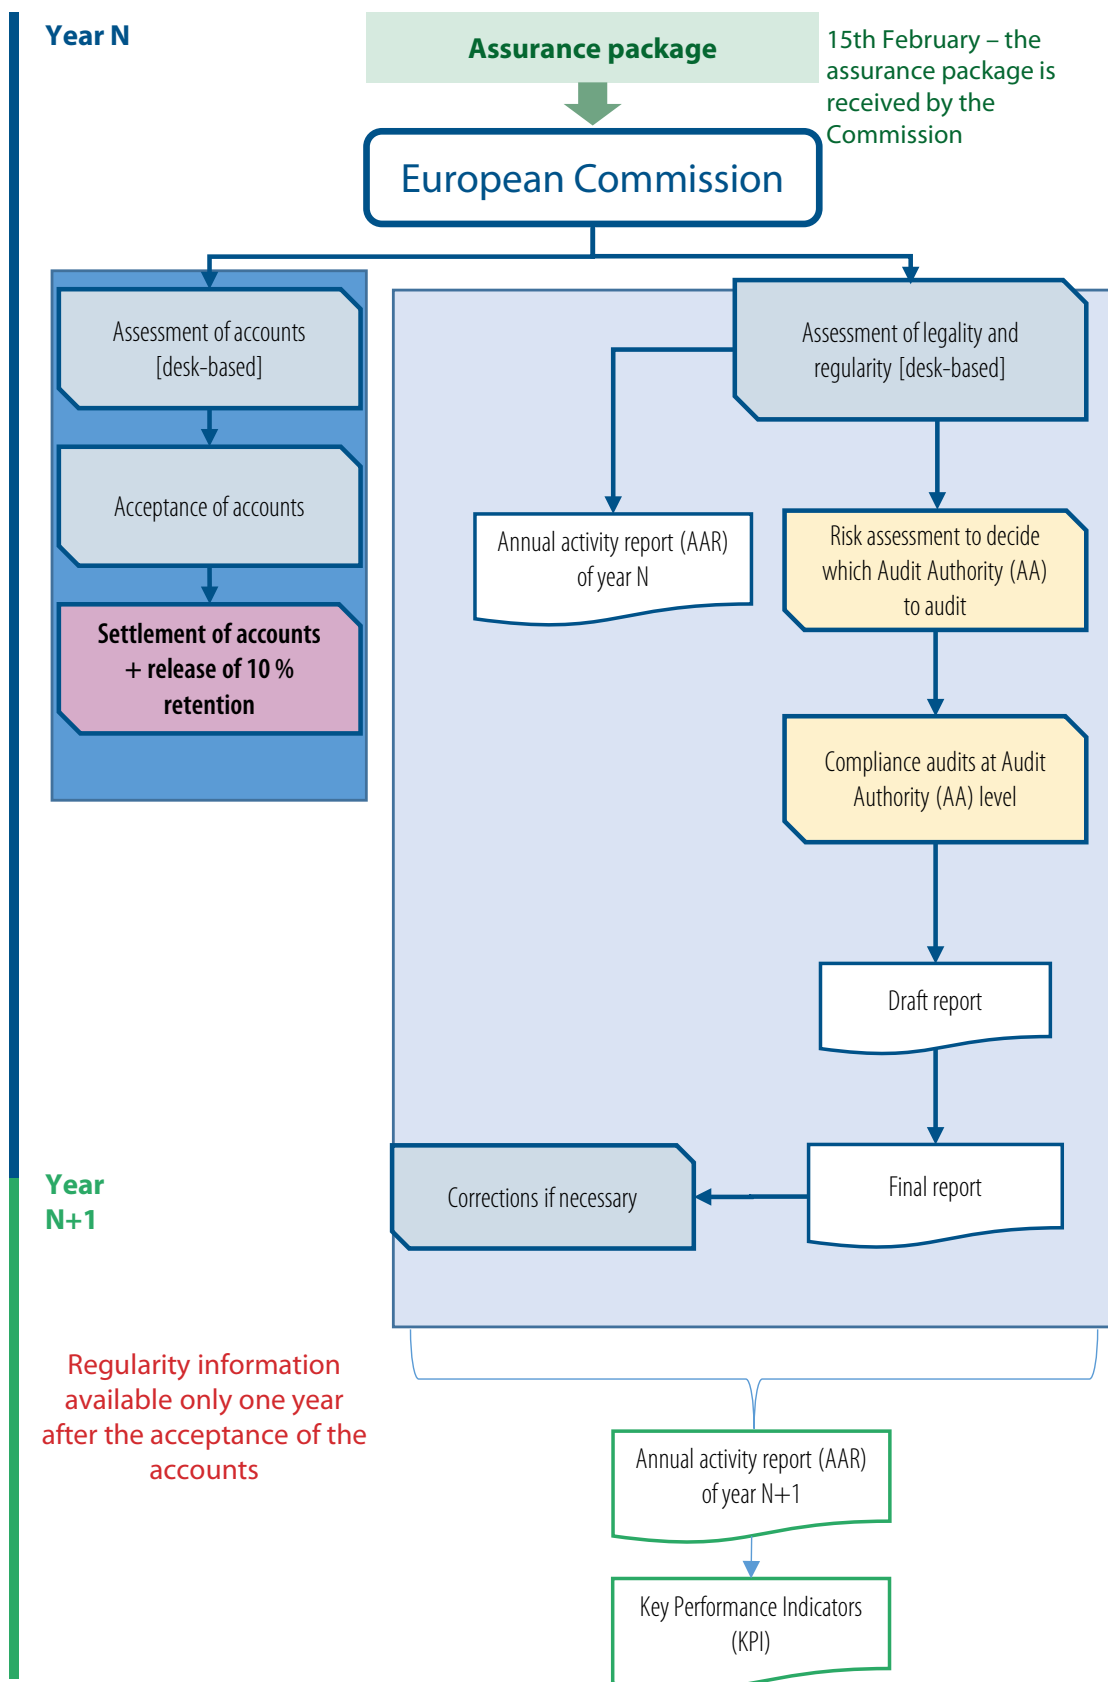 Year N
Assurance package
15th February – the
assurance package is
received by the
Commission
European Commission
Assessment of accounts
[desk-based]
Assessment of legality and
regularity [desk-based]
Acceptance of accounts
Annual activity report (AAR)
of year N
Risk assessment to decide
which Audit Authority (AA)
to audit
Settlement of accounts
+ release of 10 %
retention
Compliance audits at Audit
Authority (AA) level
Draft report
Year
N+1
Corrections if necessary
Final report
Regularity information
available only one year
after the acceptance of the
accounts
Annual activity report (AAR)
of year N+1
Key Performance Indicators
(KPI)